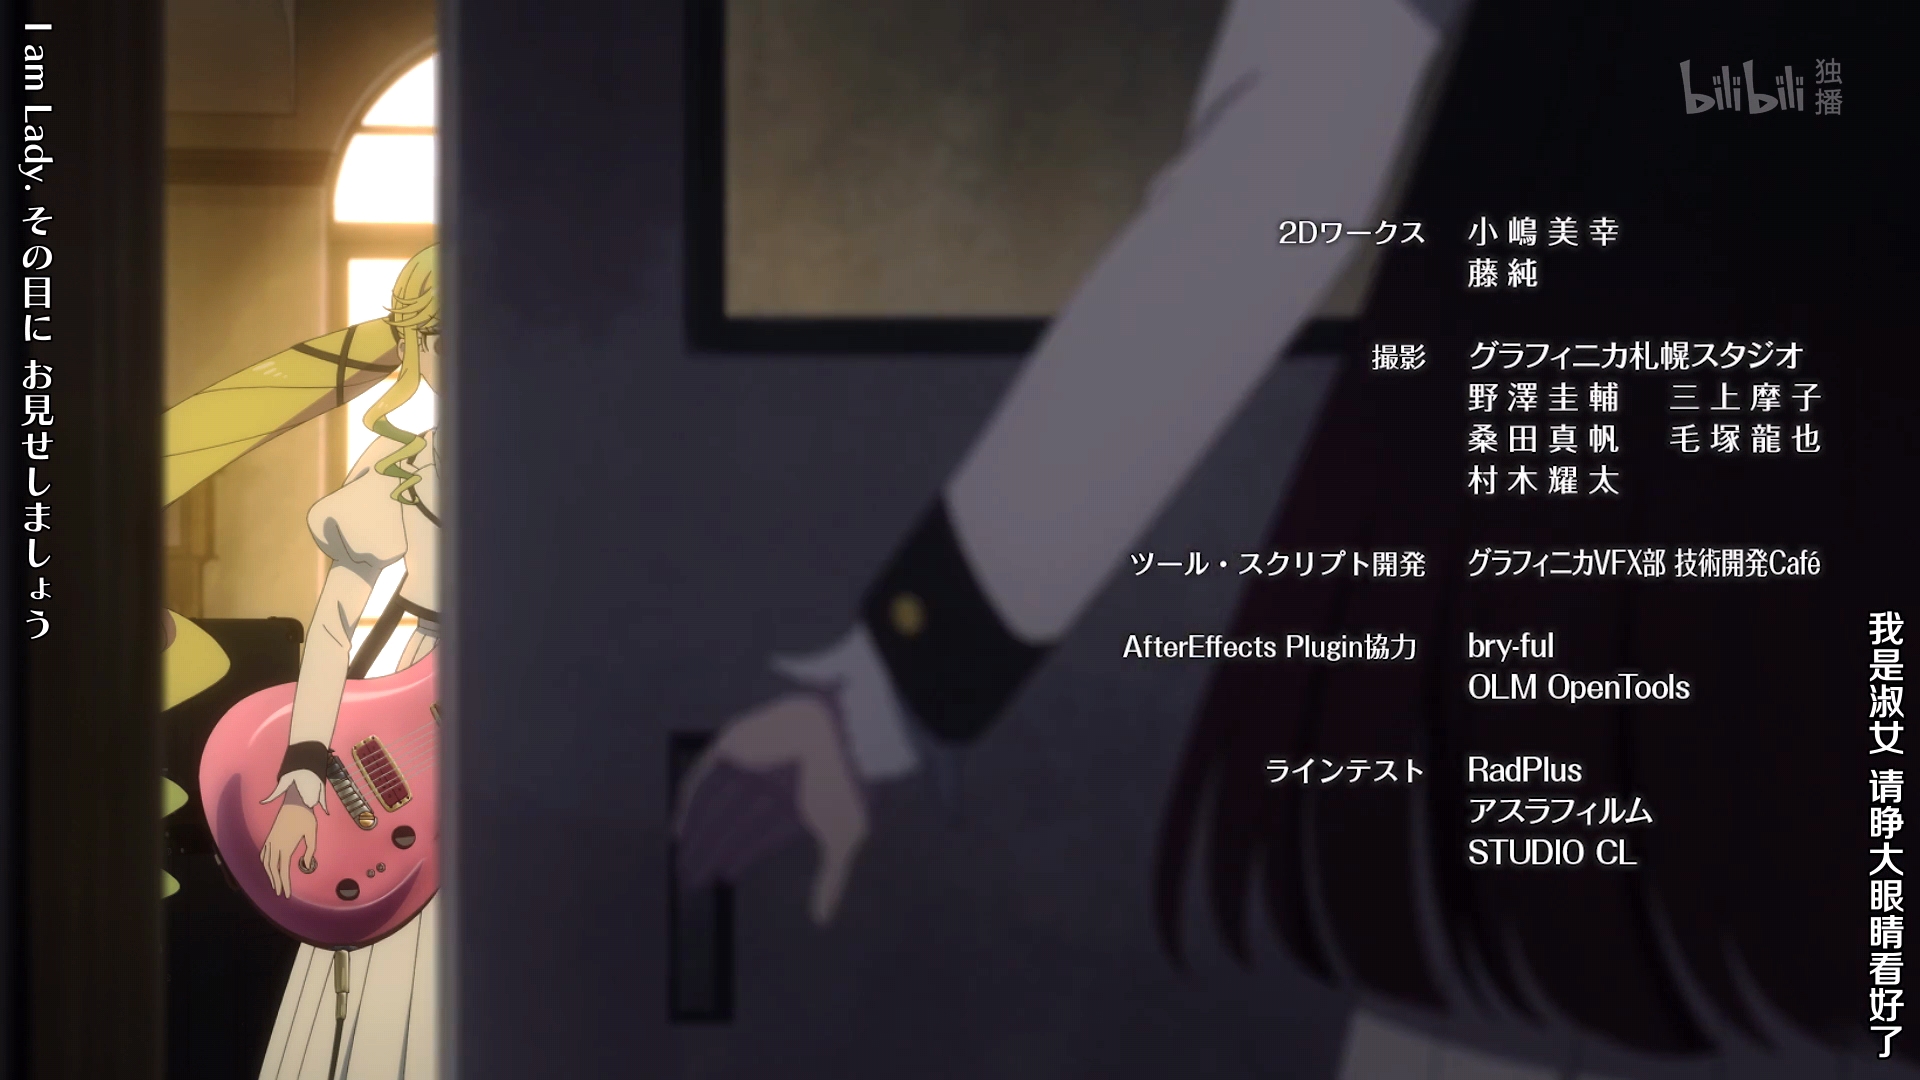 I am Lady. その目に お見せしましょう
bilibili 独播
2Dワークス 小嶋美幸
藤純
撮影 グラフィニカ札幌スタジオ
野澤圭輔 三上摩子
桑田真帆 毛塚龍也
村木耀太
ツール・スクリプト開発 グラフィニカVFX部 技術開発Café
AfterEffects Plugin協力 bry-ful
OLM OpenTools
ラインテスト RadPlus
アスラフィルム
STUDIO CL
我是淑女 请睁大眼睛看好了